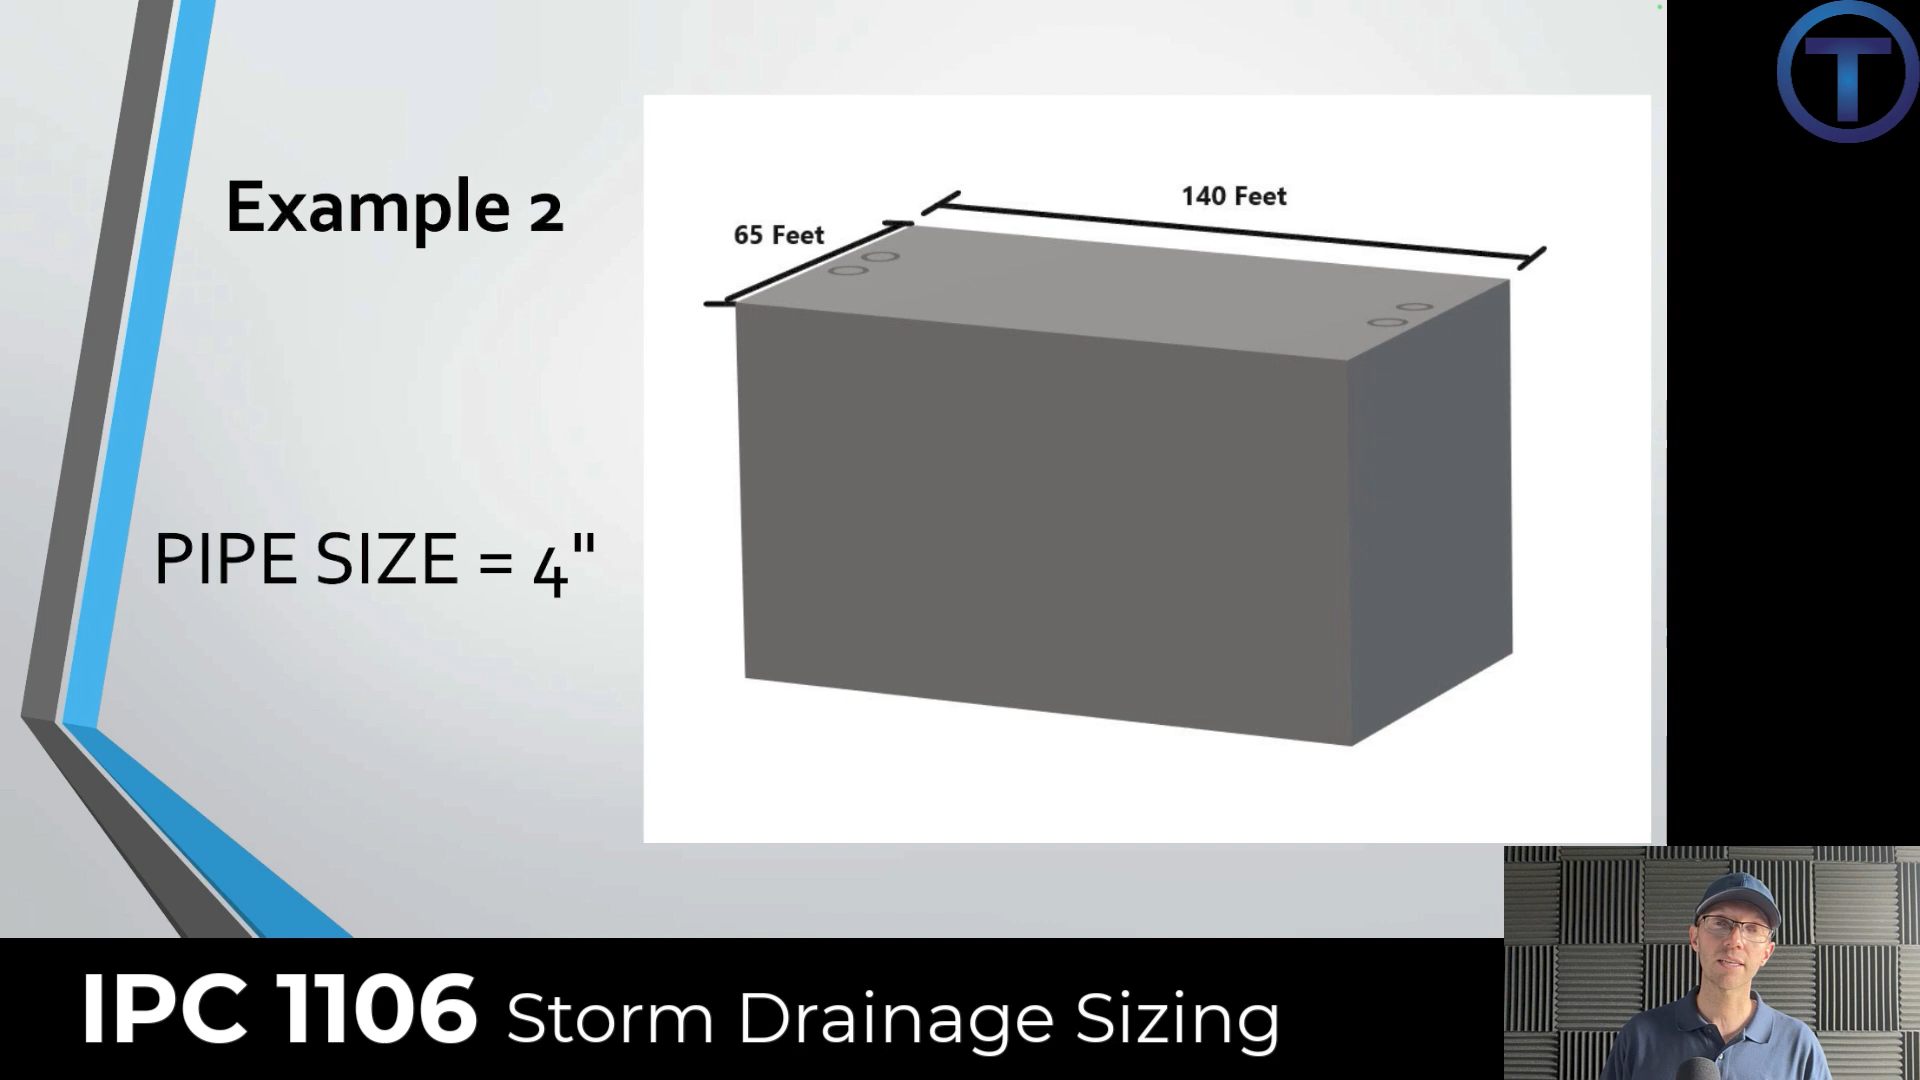 T
Example 2
140 Feet
65 Feet
PIPE SIZE = 4"
IPC 1106 Storm Drainage Sizing